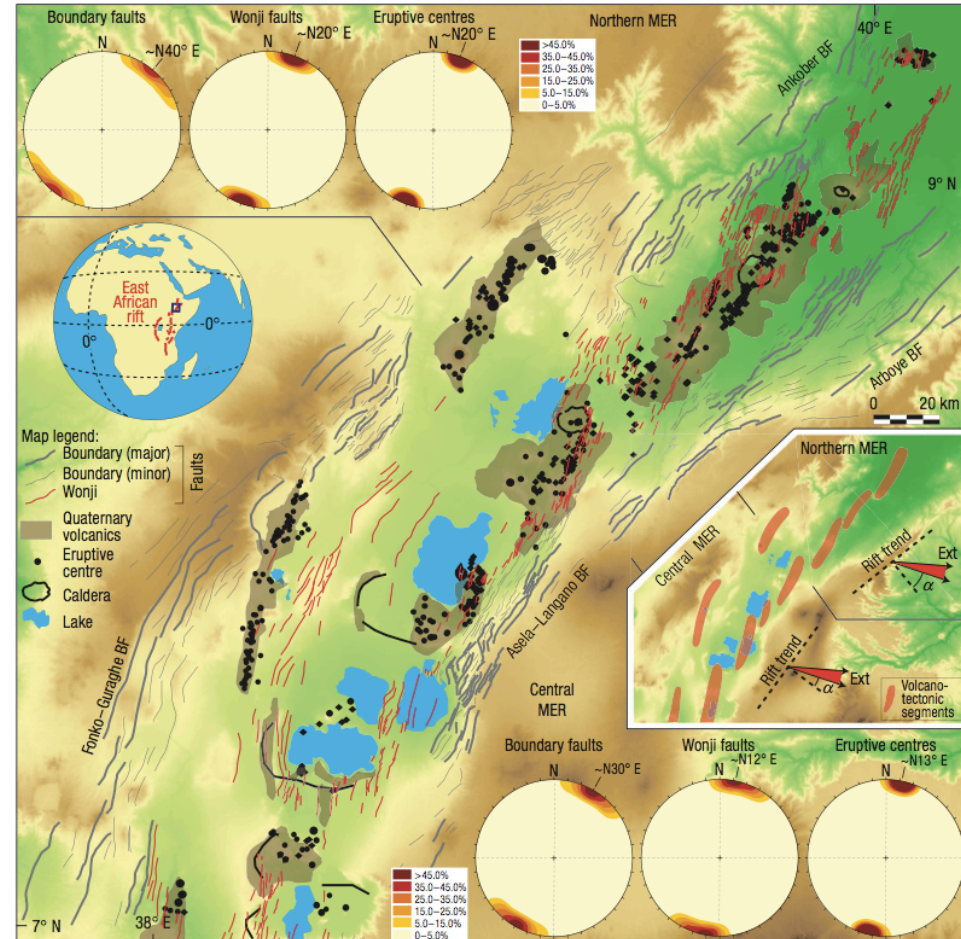 Boundary faults
Wonji faults
Eruptive centres
Northern MER
N
~N40° E
N
~N20° E
N
~N20° E
>45.0%
35.0–45.0%
25.0–35.0%
15.0–25.0%
5.0–15.0%
0–5.0%
40° E
Ankober BF
9° N
East
African
rift
0°
0°
Arboye BF
0 20 km
Map legend:
Boundary (major)
Boundary (minor)
Wonji
Faults
Quaternary
volcanics
Eruptive
centre
Caldera
Lake
Northern MER
Central MER
Rift trend
Ext
α
Rift trend
Ext
α
Volcano-
tectonic
segments
Fonko–Guraghe BF
Asela–Langano BF
Central
MER
Boundary faults
Wonji faults
Eruptive centres
N
~N30° E
N
~N12° E
N
~N13° E
>45.0%
35.0–45.0%
25.0–35.0%
15.0–25.0%
5.0–15.0%
0–5.0%
7° N
38° E